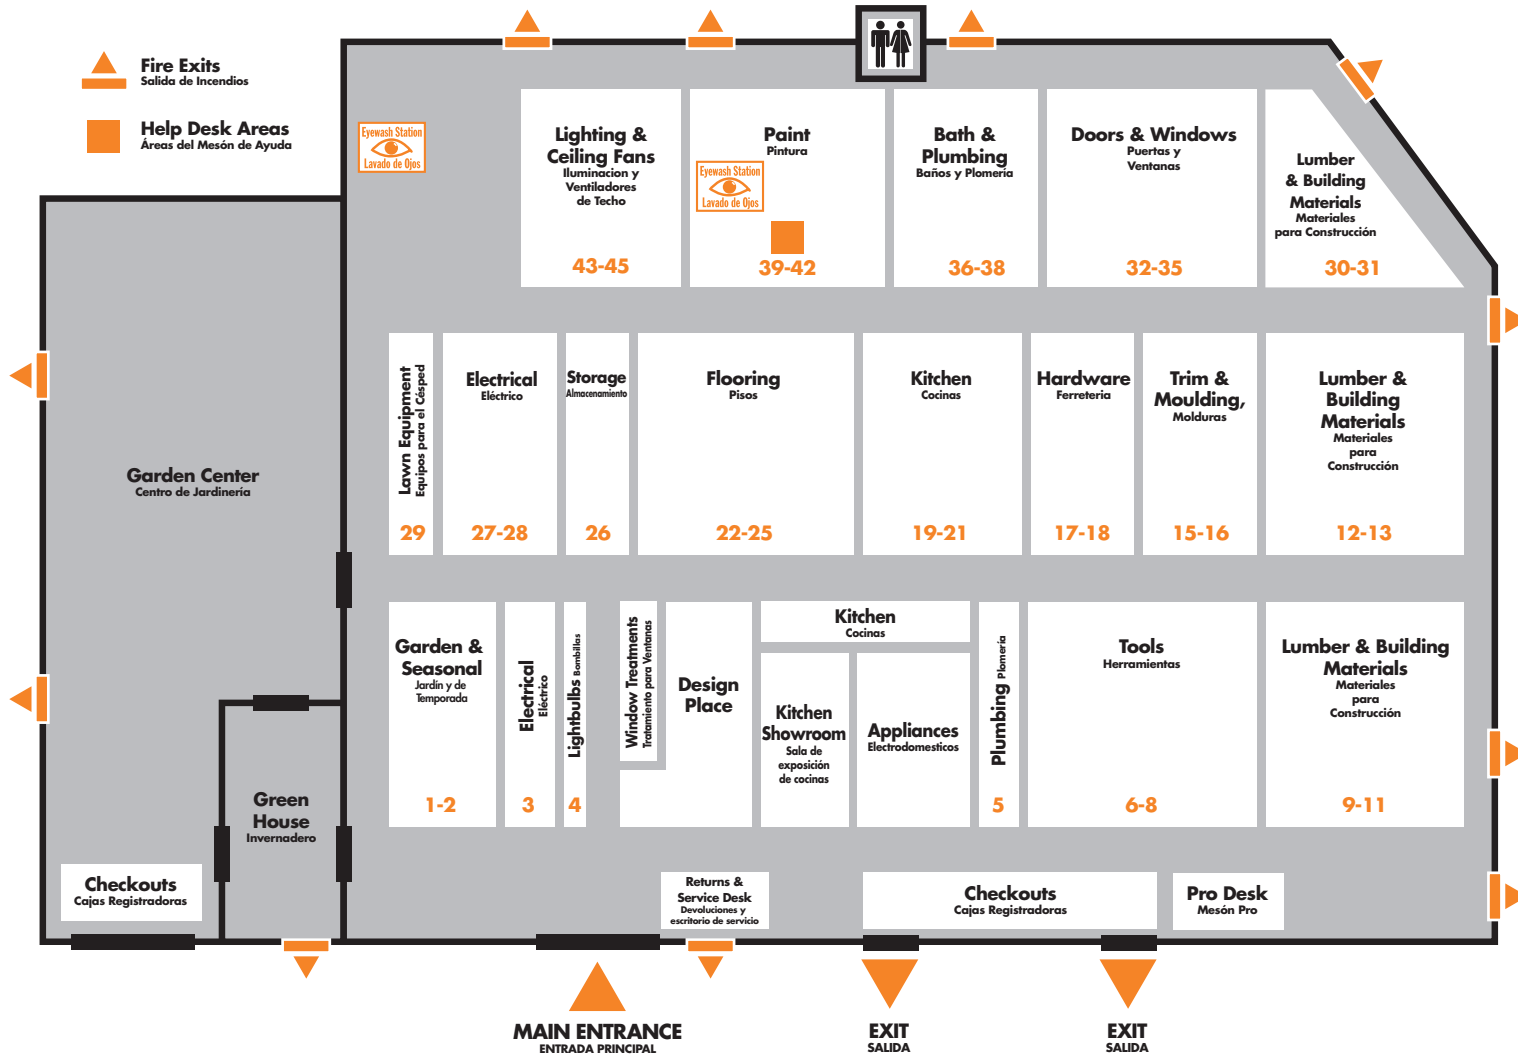 Fire Exits
Salida de Incendios
Help Desk Areas
Áreas del Mesón de Ayuda
Eyewash Station
Lavado de Ojos
Lighting &
Ceiling Fans
Iluminacion y
Ventiladores
de Techo
43-45
Paint
Pintura
Eyewash Station
Lavado de Ojos
39-42
Bath &
Plumbing
Baños y Plomería
36-38
Doors & Windows
Puertas y
Ventanas
32-35
Lumber
& Building
Materials
Materiales
para Construcción
30-31
Lawn Equipment
Equipos para el Césped
29
Electrical
Eléctrico
27-28
Storage
Almacenamiento
26
Flooring
Pisos
22-25
Kitchen
Cocinas
19-21
Hardware
Ferreteria
17-18
Trim &
Moulding,
Molduras
15-16
Lumber &
Building
Materials
Materiales
para
Construcción
12-13
Garden Center
Centro de Jardinería
Garden &
Seasonal
Jardín y de
Temporada
1-2
Electrical
Eléctrico
3
Lightbulbs Bombillas
4
Window Treatments
Tratamiento para Ventanas
Design
Place
Kitchen
Cocinas
Kitchen
Showroom
Sala de
exposición
de cocinas
Appliances
Electrodomesticos
Plumbing Plomería
5
Tools
Herramientas
6-8
Lumber & Building
Materials
Materiales
para
Construcción
9-11
Green
House
Invernadero
Checkouts
Cajas Registradoras
Returns &
Service Desk
Devoluciones y
escritorio de servicio
Checkouts
Cajas Registradoras
Pro Desk
Mesón Pro
MAIN ENTRANCE
ENTRADA PRINCIPAL
EXIT
SALIDA
EXIT
SALIDA